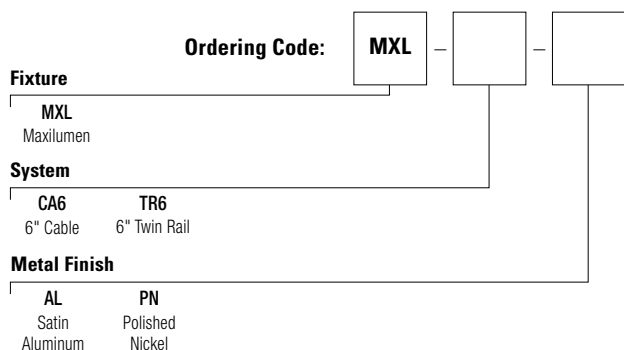 Ordering Code: MXL – –
Fixture
MXL
Maxilumen
System
CA6 TR6
6" Cable 6" Twin Rail
Metal Finish
AL PN
Satin Polished
Aluminum Nickel